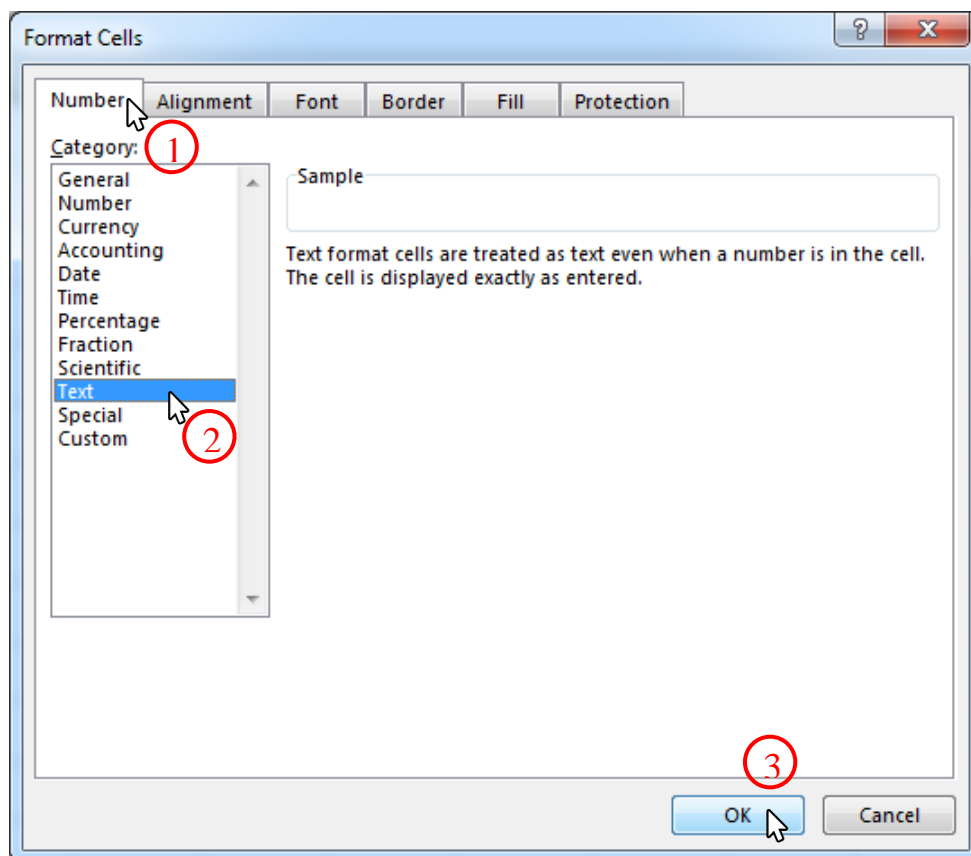 Format Cells
Number Alignment Font Border Fill Protection
Category:
1
General
Number
Currency
Accounting
Date
Time
Percentage
Fraction
Scientific
Text
Special
Custom
2
Sample
Text format cells are treated as text even when a number is in the cell.
The cell is displayed exactly as entered.
3
OK Cancel